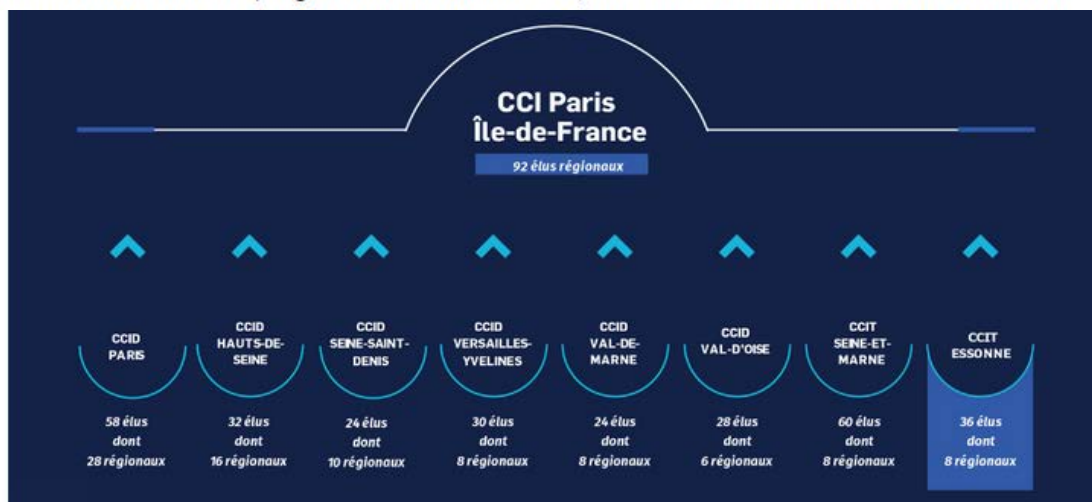 CCI Paris
Île-de-France
92 élus régionaux
CCID
PARIS
CCID
HAUTS-DE-
SEINE
CCID
SEINE-SAINT-
DENIS
CCID
VERSAILLES-
YVELINES
CCID
VAL-DE-
MARNE
CCID
VAL-D'OISE
CCIT
SEINE-ET-
MARNE
CCIT
ESSONNE
58 élus
dont
28 régionaux
32 élus
dont
16 régionaux
24 élus
dont
10 régionaux
30 élus
dont
8 régionaux
24 élus
dont
8 régionaux
28 élus
dont
6 régionaux
60 élus
dont
8 régionaux
36 élus
dont
8 régionaux